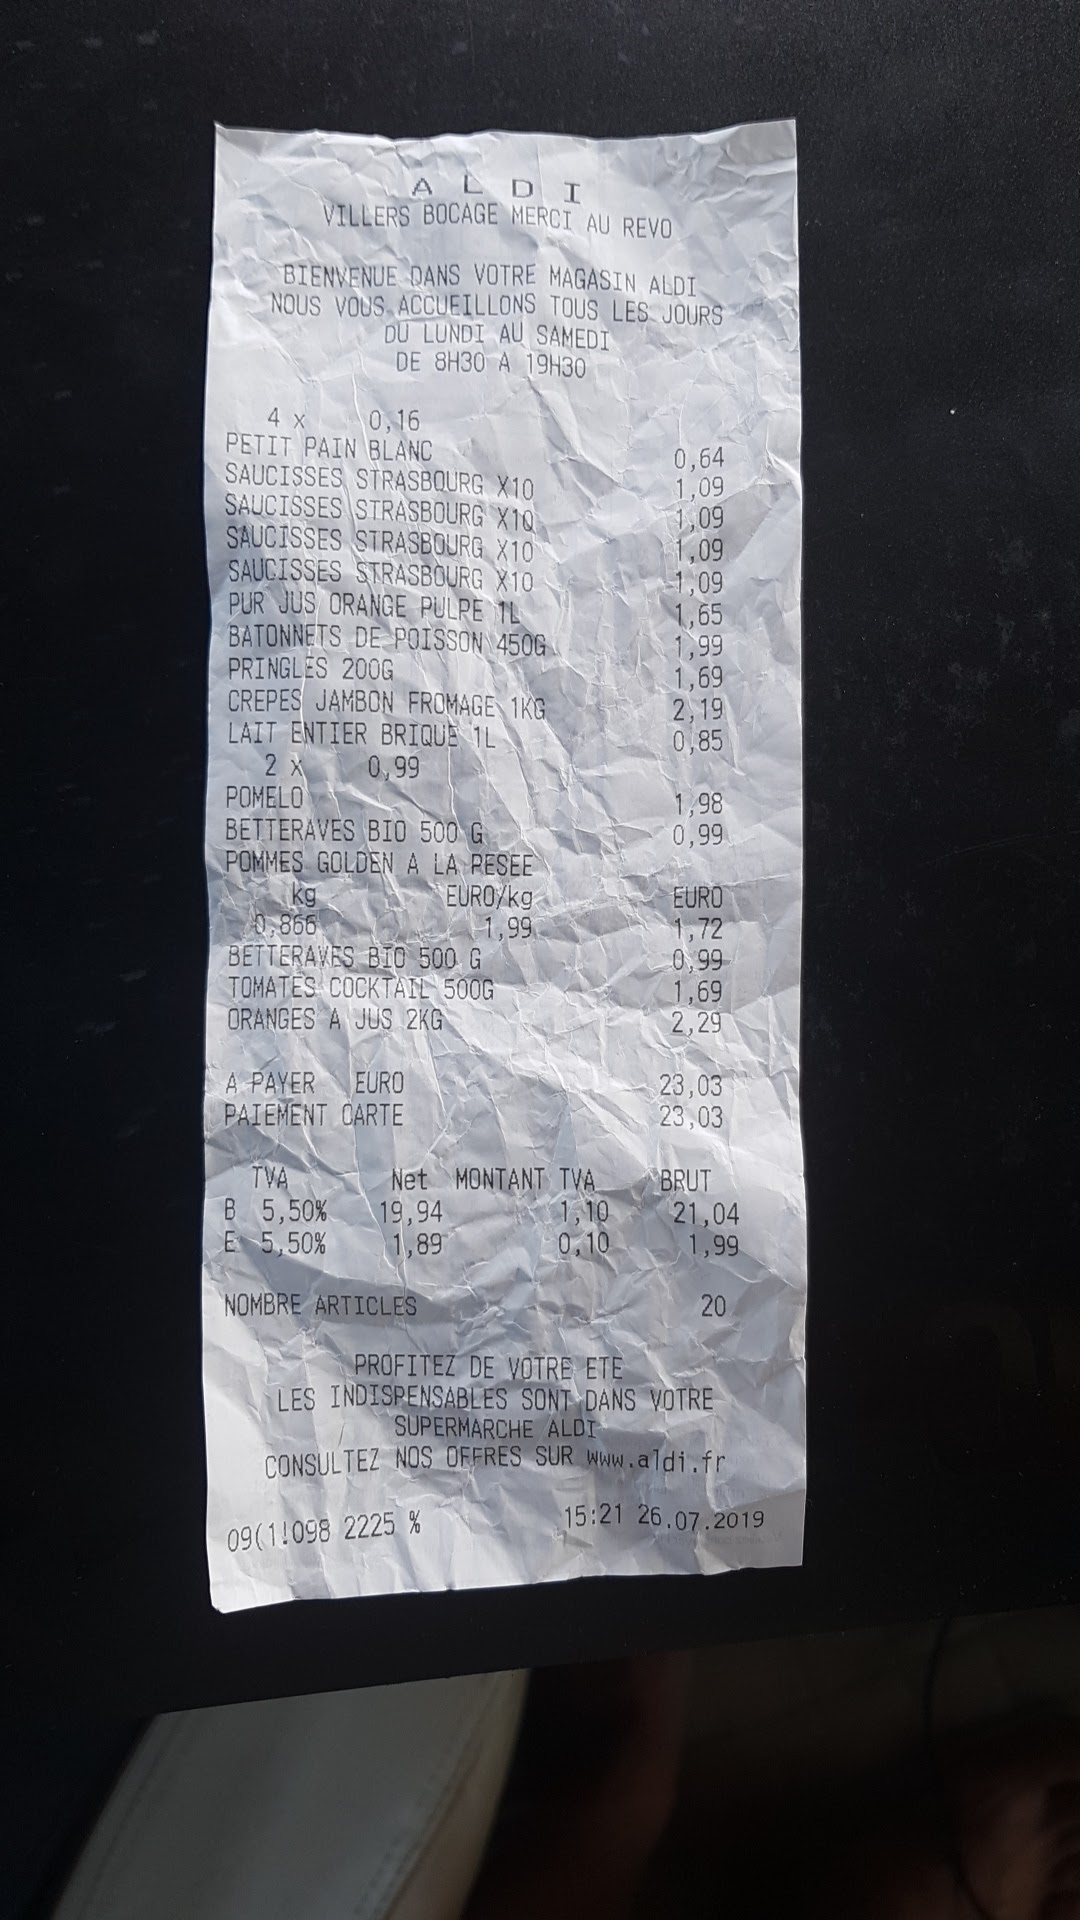 A L D I
VILLERS BOCAGE MERCI AU REVO
BIENVENUE DANS VOTRE MAGASIN ALDI
NOUS VOUS ACCUEILLONS TOUS LES JOURS
DU LUNDI AU SAMEDI
DE 8H30 A 19H30
4 x 0,16
PETIT PAIN BLANC 0,64
SAUCISSES STRASBOURG X10 1,09
SAUCISSES STRASBOURG X10 1,09
SAUCISSES STRASBOURG X10 1,09
SAUCISSES STRASBOURG X10 1,09
PUR JUS ORANGE PULPE 1L 1,65
BATONNETS DE POISSON 450G 1,99
PRINGLES 200G 1,69
CREPES JAMBON FROMAGE 1KG 2,19
LAIT ENTIER BRIQUE 1L 0,85
2 x 0,99
POMELO 1,98
BETTERAVES BIO 500 G 0,99
POMMES GOLDEN A LA PESEE
kg EURO/kg EURO
0,866 1,99 1,72
BETTERAVES BIO 500 G 0,99
TOMATES COCKTAIL 500G 1,69
ORANGES A JUS 2KG 2,29
A PAYER EURO 23,03
PAIEMENT CARTE 23,03
TVA Net MONTANT TVA BRUT
B 5,50% 19,94 1,10 21,04
E 5,50% 1,89 0,10 1,99
NOMBRE ARTICLES 20
PROFITEZ DE VOTRE ETE
LES INDISPENSABLES SONT DANS VOTRE
SUPERMARCHE ALDI
CONSULTEZ NOS OFFRES SUR www.aldi.fr
09(1!098 2225 % 15:21 26.07.2019